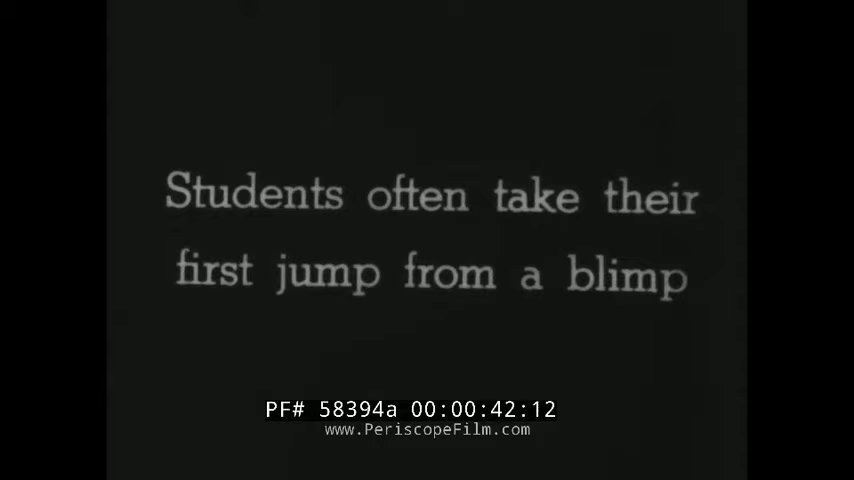 Students often take their
first jump from a blimp
PF# 58394a 00:00:42:12
www.PeriscopeFilm.com